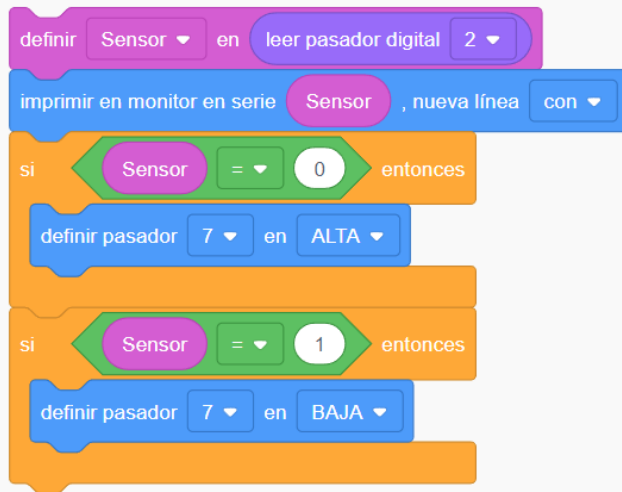 definir Sensor en leer pasador digital 2
imprimir en monitor en serie Sensor , nueva línea con
si Sensor = 0 entonces
definir pasador 7 en ALTA
si Sensor = 1 entonces
definir pasador 7 en BAJA